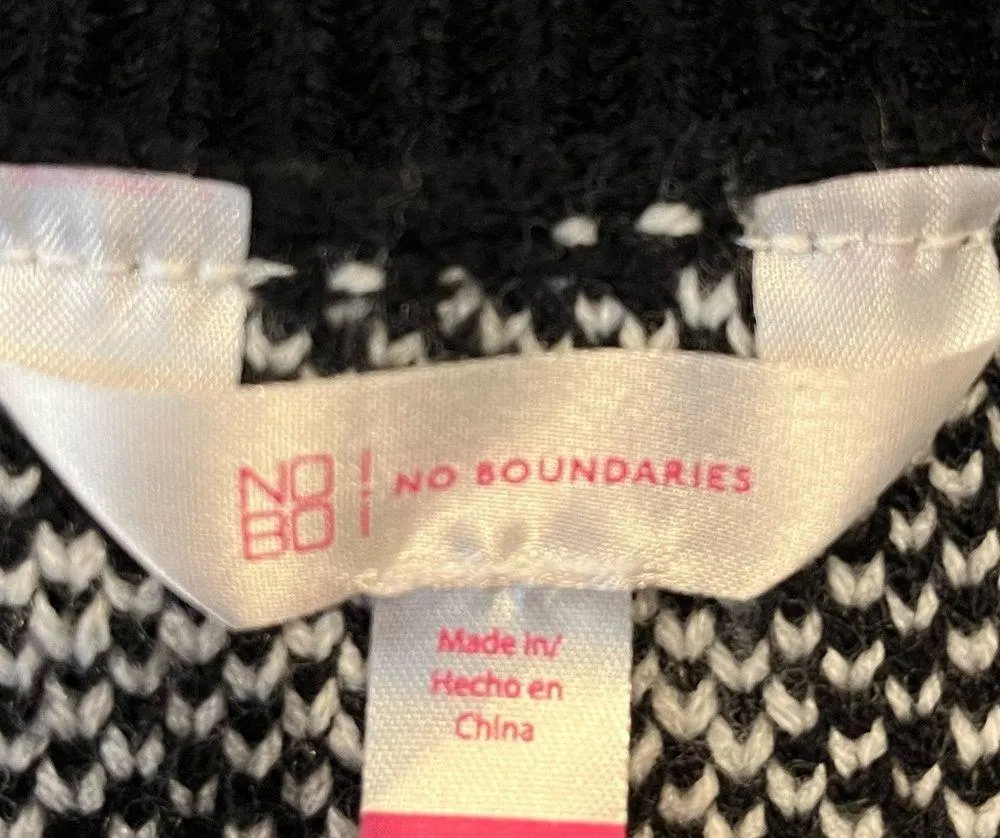 NO BO NO BOUNDARIES
Made in/
Hecho en
China